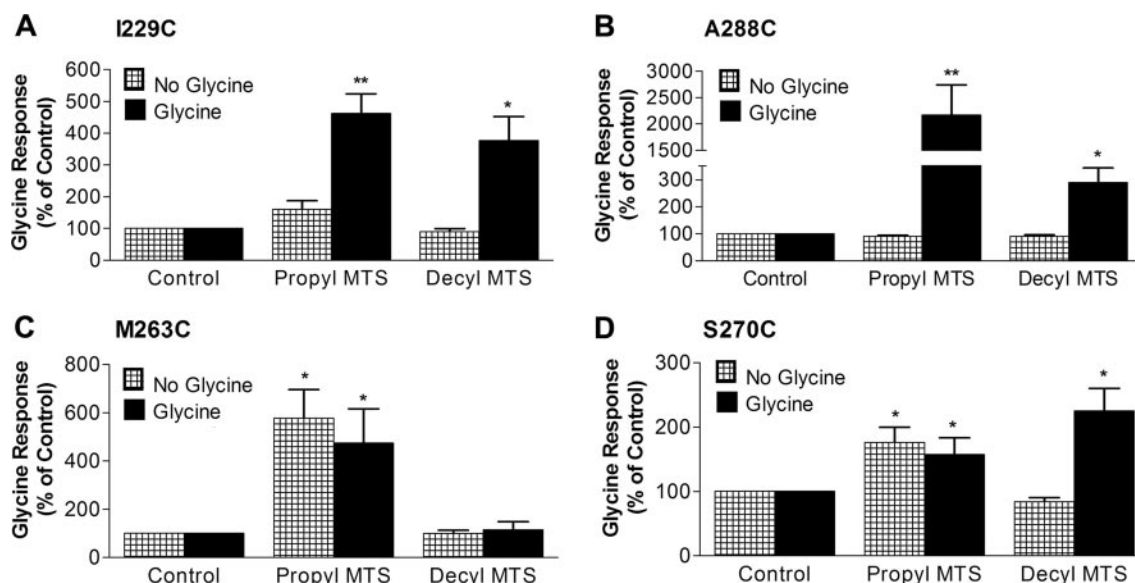 A I229C
Glycine Response
(% of Control)
600
500
400
300
200
100
0
No Glycine
Glycine
**
*
Control Propyl MTS Decyl MTS
B A288C
Glycine Response
(% of Control)
3000
2500
2000
1500
300
200
100
0
No Glycine
Glycine
**
*
Control Propyl MTS Decyl MTS
C M263C
Glycine Response
(% of Control)
800
600
400
200
0
No Glycine
Glycine
*
*
Control Propyl MTS Decyl MTS
D S270C
Glycine Response
(% of Control)
300
200
100
0
No Glycine
Glycine
*
*
*
Control Propyl MTS Decyl MTS